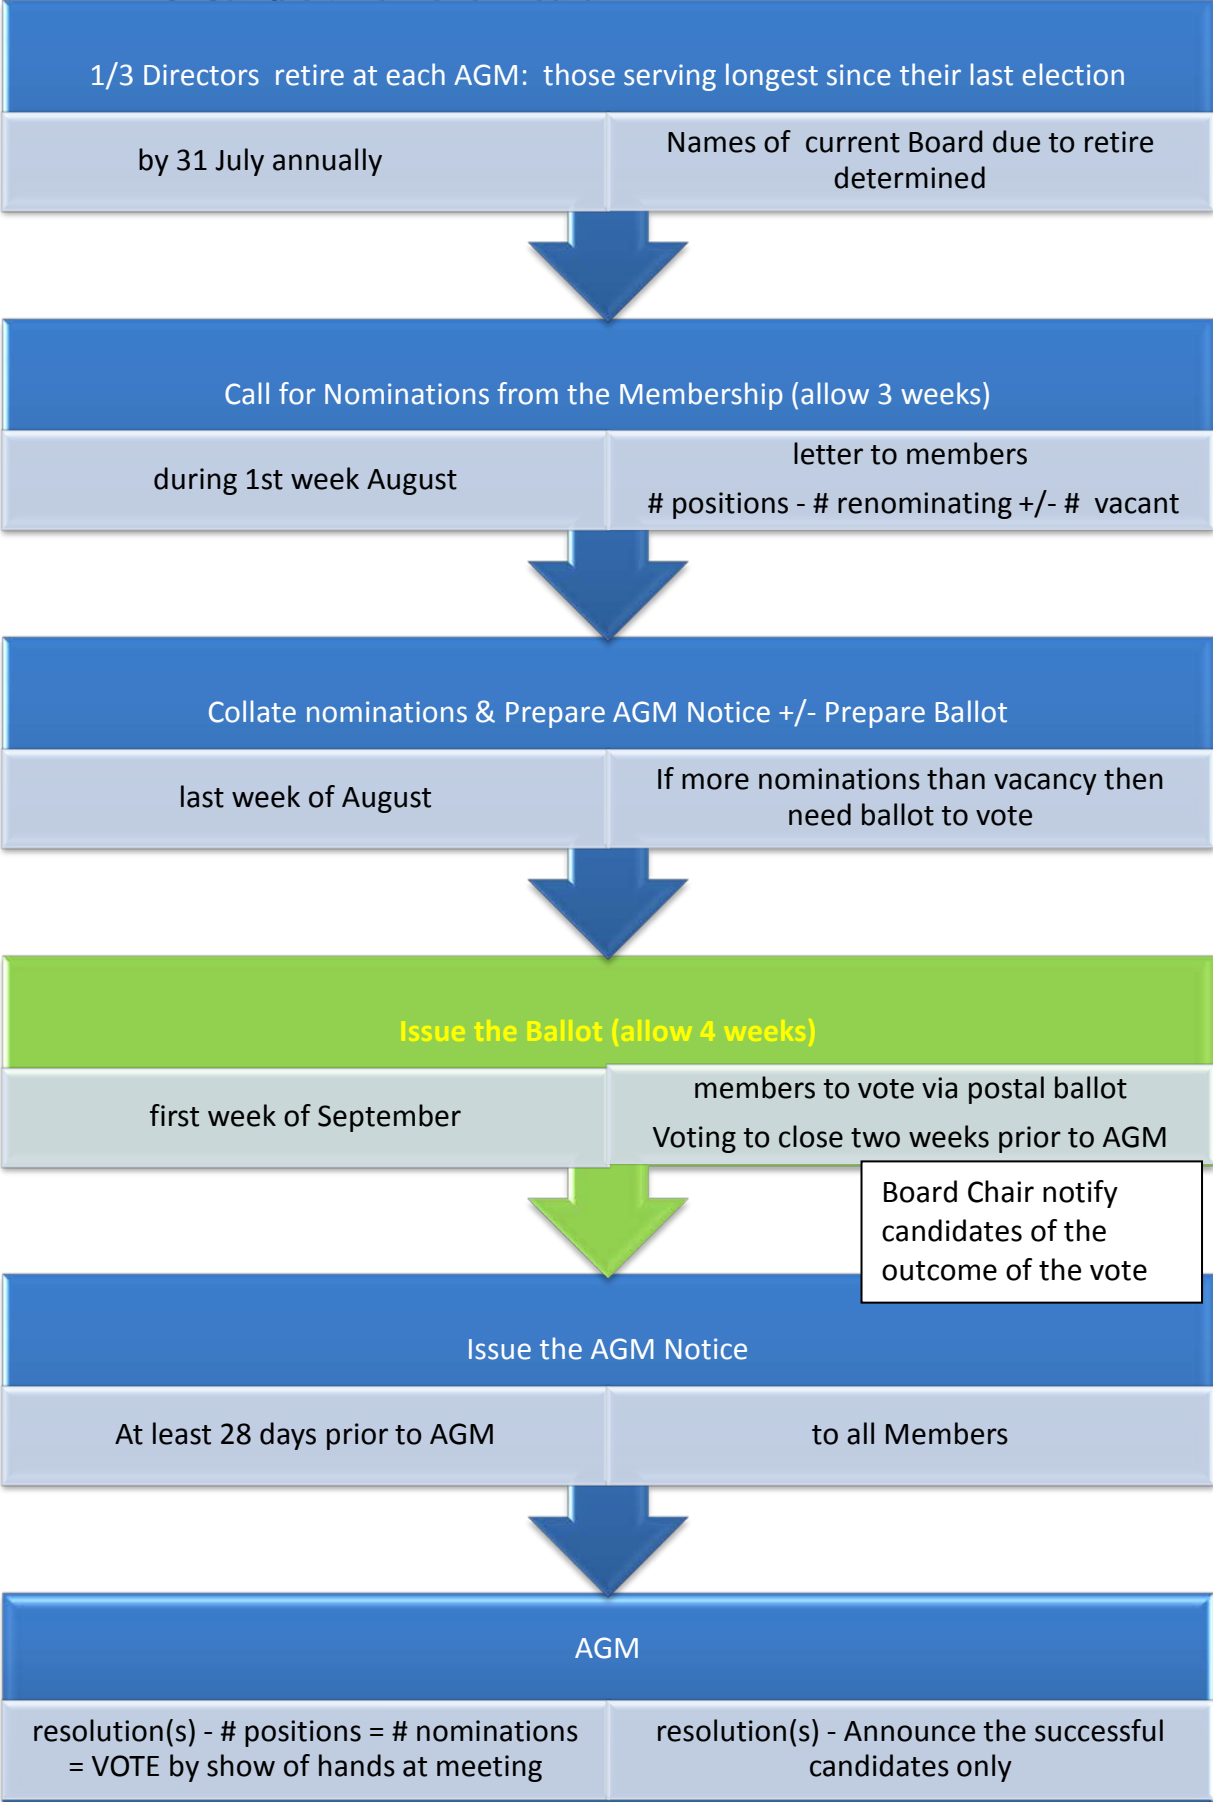 1/3 Directors  retire at each AGM:  those serving longest since their last election
by 31 July annually
Names of  current Board due to retire
determined
Call for Nominations from the Membership (allow 3 weeks)
during 1st week August
letter to members
# positions - # renominating +/- #  vacant
Collate nominations & Prepare AGM Notice +/- Prepare Ballot
last week of August
If more nominations than vacancy then
need ballot to vote
Issue the Ballot (allow 4 weeks)
first week of September
members to vote via postal ballot
Voting to close two weeks prior to AGM
Board Chair notify
candidates of the
outcome of the vote
Issue the AGM Notice
At least 28 days prior to AGM
to all Members
AGM
resolution(s) - # positions = # nominations
= VOTE by show of hands at meeting
resolution(s) - Announce the successful
candidates only